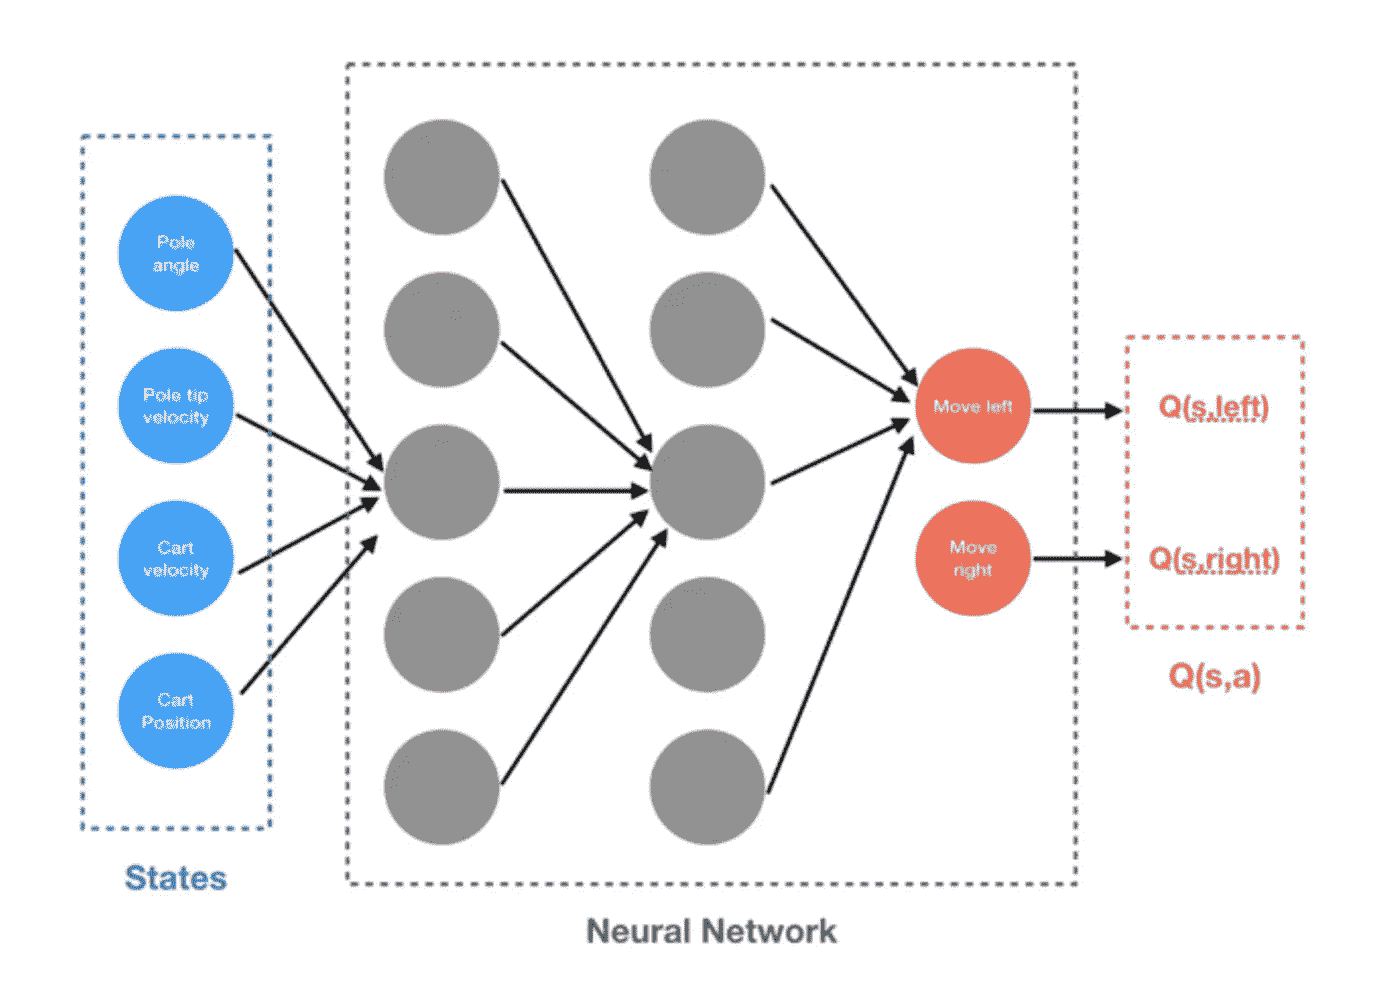 Pole
angle
Pole tip
velocity
Cart
velocity
Cart
Position
States
Neural Network
Move left
Move
right
Q(s,left)
Q(s,right)
Q(s,a)